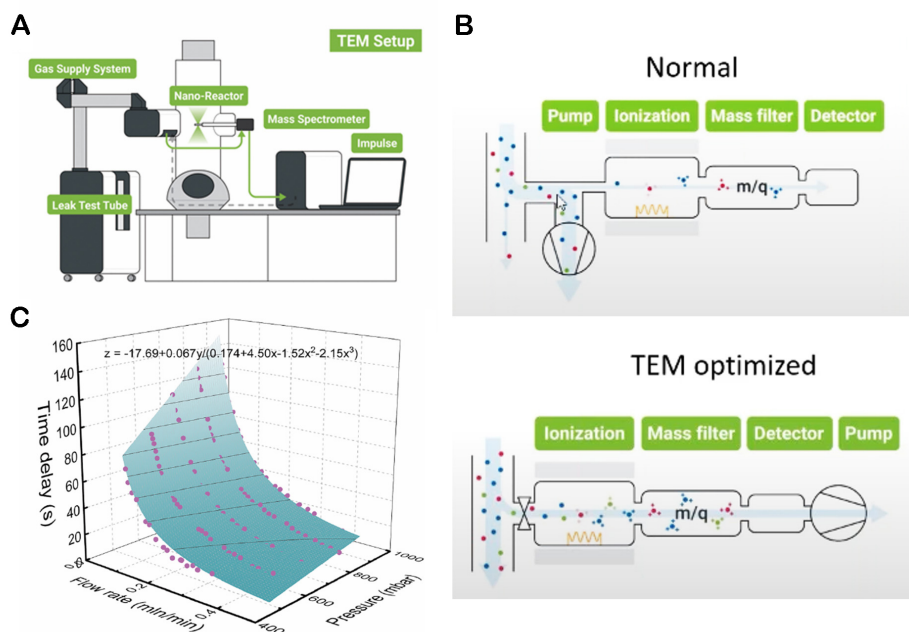 A
TEM Setup
Gas Supply System
Nano-Reactor
Mass Spectrometer
Impulse
Leak Test Tube
B
Normal
Pump Ionization Mass filter Detector
m/q
TEM optimized
Ionization Mass filter Detector Pump
m/q
C
z = -17.69+0.067y/(0.174+4.50x-1.52x²-2.15x³)
160
140
120
100
80
60
40
20
0
Time delay (s)
0.0
0.2
0.4
Flow rate (mln/min)
400
600
800
1000
Pressure (mbar)